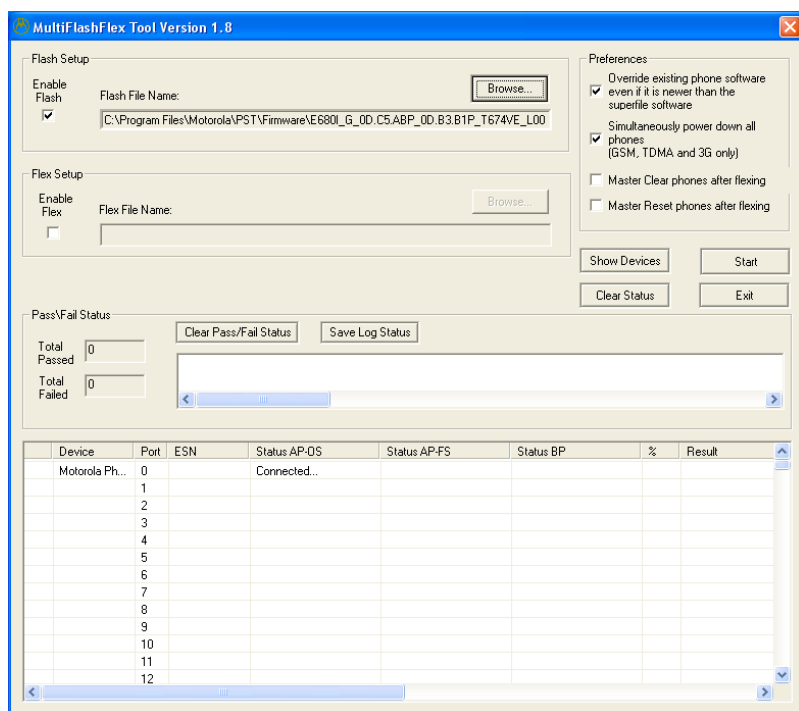 MultiFlashFlex Tool Version 1.8
Flash Setup
Enable
Flash
Flash File Name:
Browse...
C:\Program Files\Motorola\PST\Firmware\E680I_G_0D.C5.ABP_0D.B3.B1P_T674VE_L00
Preferences
Override existing phone software
even if it is newer than the
superfile software
Simultaneously power down all
phones
(GSM, TDMA and 3G only)
Master Clear phones after flexing
Master Reset phones after flexing
Flex Setup
Enable
Flex
Flex File Name:
Browse...
Show Devices
Start
Clear Status
Exit
Pass\Fail Status
Total
Passed
0
Total
Failed
0
Clear Pass/Fail Status
Save Log Status
Device Port ESN Status AP-OS Status AP-FS Status BP % Result
Motorola Ph... 0 Connected...
1
2
3
4
5
6
7
8
9
10
11
12